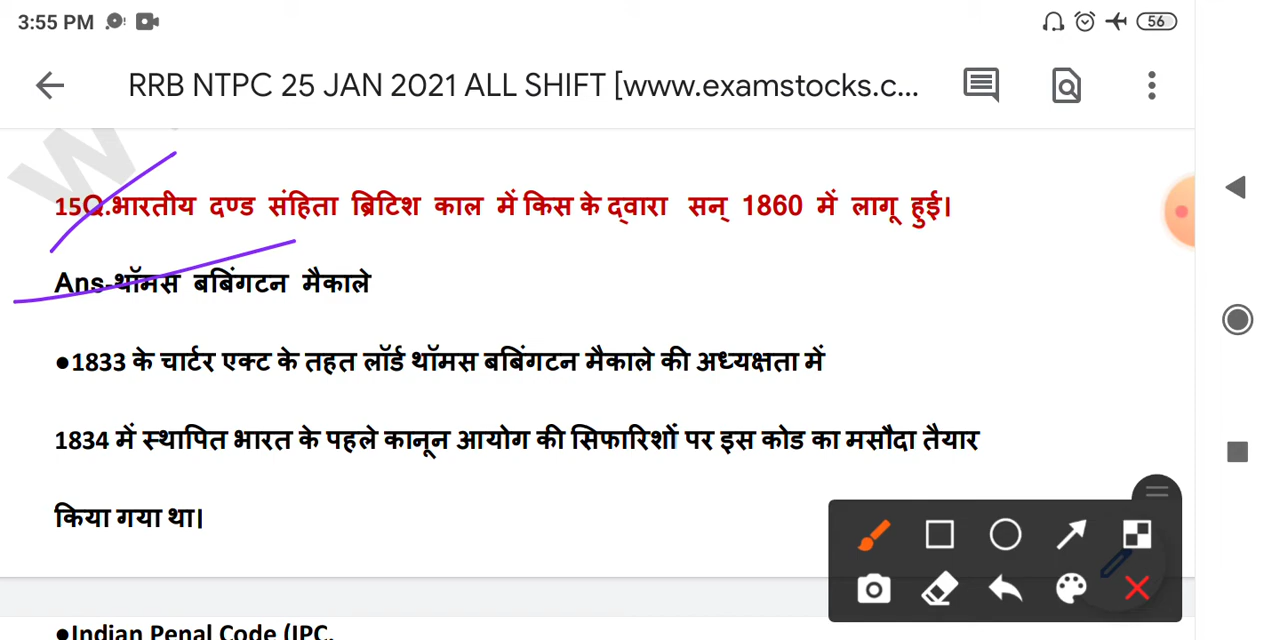 3:55 PM
56
RRB NTPC 25 JAN 2021 ALL SHIFT [www.examstocks.c...
15Q.भारतीय दण्ड संहिता ब्रिटिश काल में किस के द्वारा सन् 1860 में लागू हुई।
Ans-थॉमस बबिंगटन मैकाले
●1833 के चार्टर एक्ट के तहत लॉर्ड थॉमस बबिंगटन मैकाले की अध्यक्षता में
1834 में स्थापित भारत के पहले कानून आयोग की सिफारिशों पर इस कोड का मसौदा तैयार
किया गया था।
●Indian Penal Code (IPC,